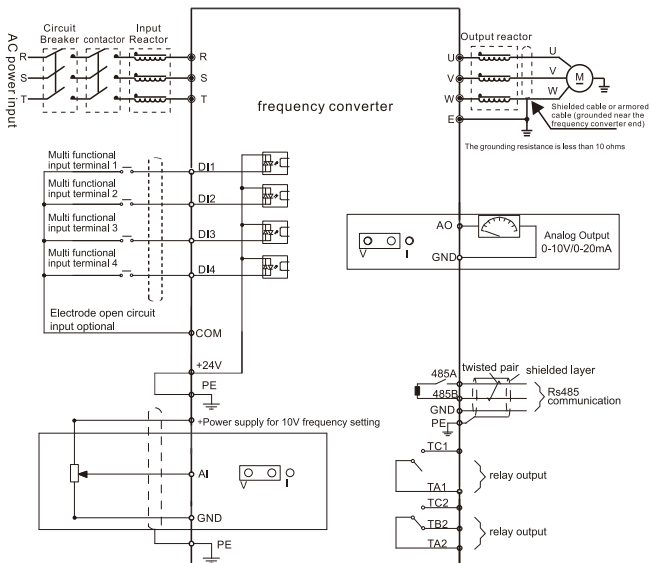 AC power input
Circuit
Breaker
contactor
Input
Reactor
R
S
T
R
S
T
frequency converter
Output reactor
U
V
W
E
U
V
W
M
Shielded cable or armored
cable (grounded near the
frequency converter end)
The grounding resistance is less than 10 ohms
Multi functional
input terminal 1
DI1
Multi functional
input terminal 2
DI2
Multi functional
input terminal 3
DI3
Multi functional
input terminal 4
DI4
Electrode open circuit
input optional
COM
+24V
PE
AO
GND
V
I
Analog Output
0-10V/0-20mA
twisted pair
shielded layer
485A
485B
GND
PE
Rs485
communication
+Power supply for 10V frequency setting
AI
V
I
GND
PE
TC1
TA1
relay output
TC2
TB2
TA2
relay output